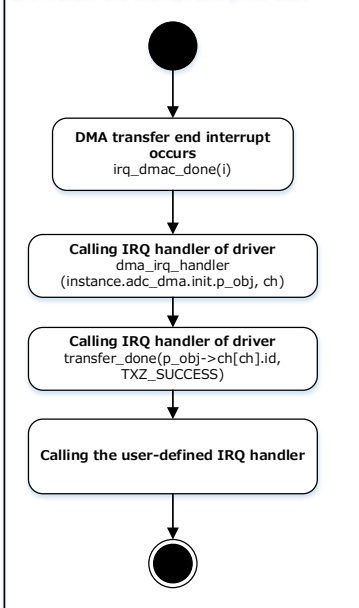 DMA transfer end interrupt
occurs
irq_dmac_done(i)
Calling IRQ handler of driver
dma_irq_handler
(instance.adc_dma.init.p_obj, ch)
Calling IRQ handler of driver
transfer_done(p_obj->ch[ch].id,
TXZ_SUCCESS)
Calling the user-defined IRQ handler